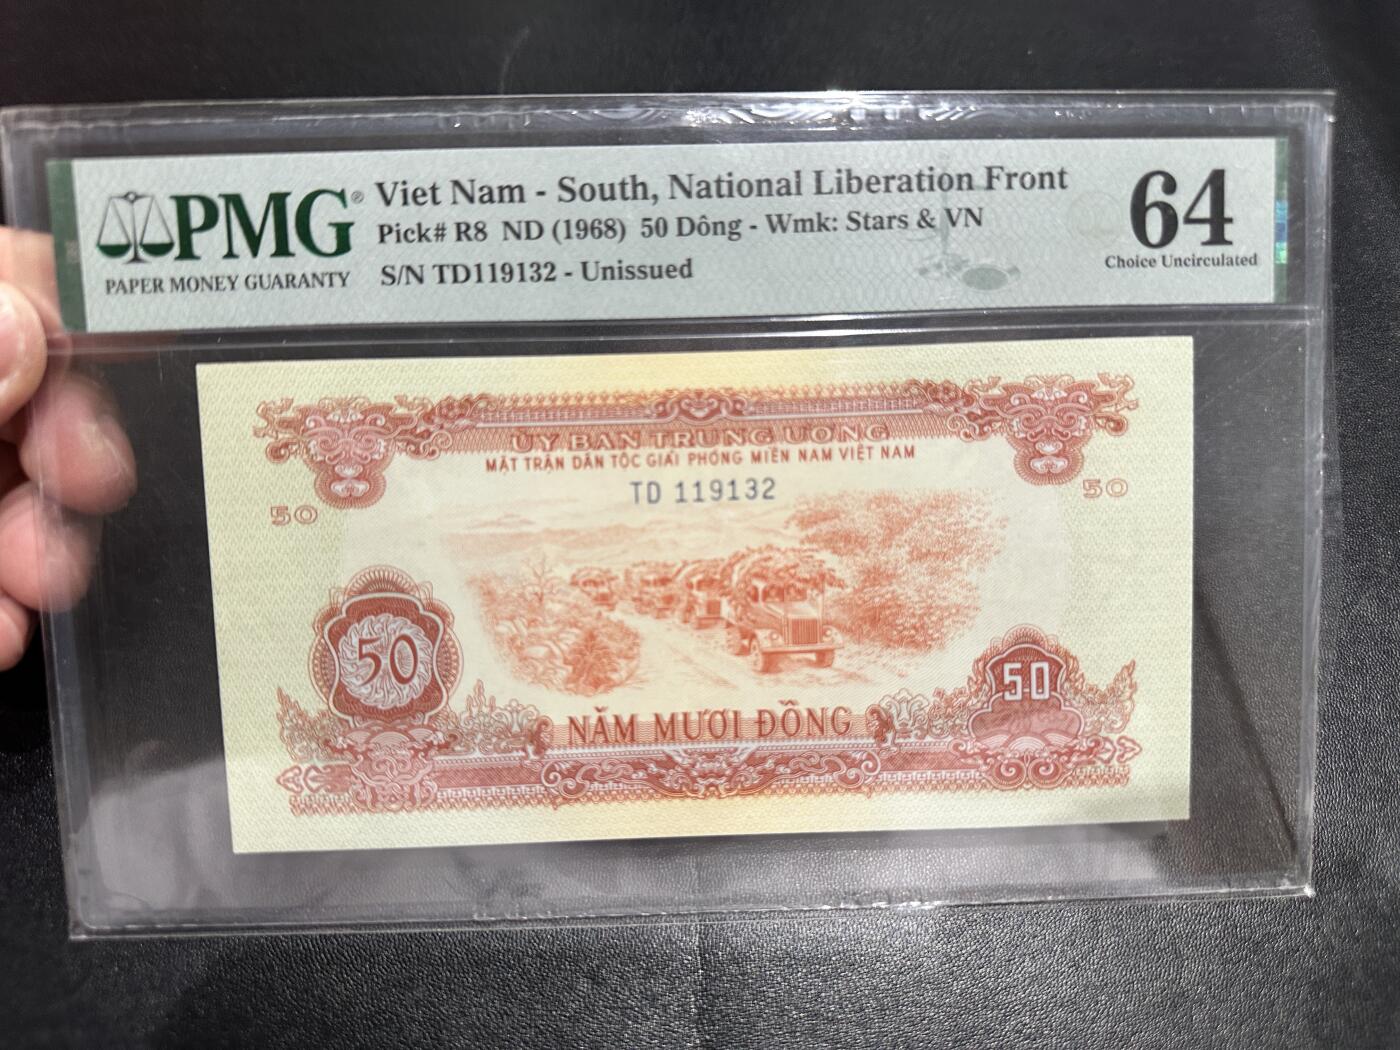 PMG®
PAPER MONEY GUARANTY
Viet Nam - South, National Liberation Front
Pick# R8 ND (1968) 50 Dông - Wmk: Stars & VN
S/N TD119132 - Unissued
64
Choice Uncirculated
ỦY BAN TRUNG ƯƠNG
MẶT TRẬN DÂN TỘC GIẢI PHÓNG MIỀN NAM VIỆT NAM
TD 119132
50
50
50
50
NĂM MƯƠI ĐỒNG